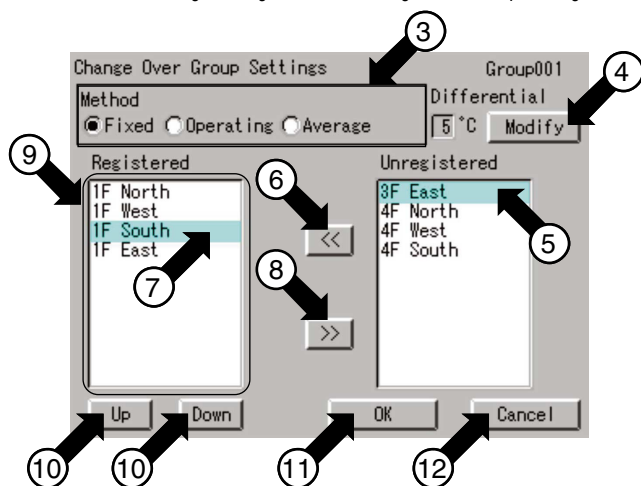 3
Change Over Group Settings Group001
4
Method Differential
Fixed Operating Average 5 °C Modify
9
Registered Unregistered
6
1F North 3F East
1F West 4F North
1F South << 4F West
1F East 4F South
5
7
8
>>
Up Down OK Cancel
10 10 11 12